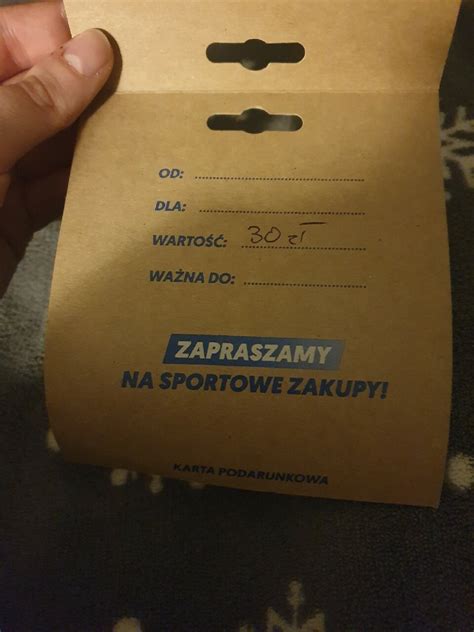 OD:
DLA:
WARTOŚĆ: 30 zł
WAŻNA DO:
ZAPRASZAMY
NA SPORTOWE ZAKUPY!
KARTA PODARUNKOWA